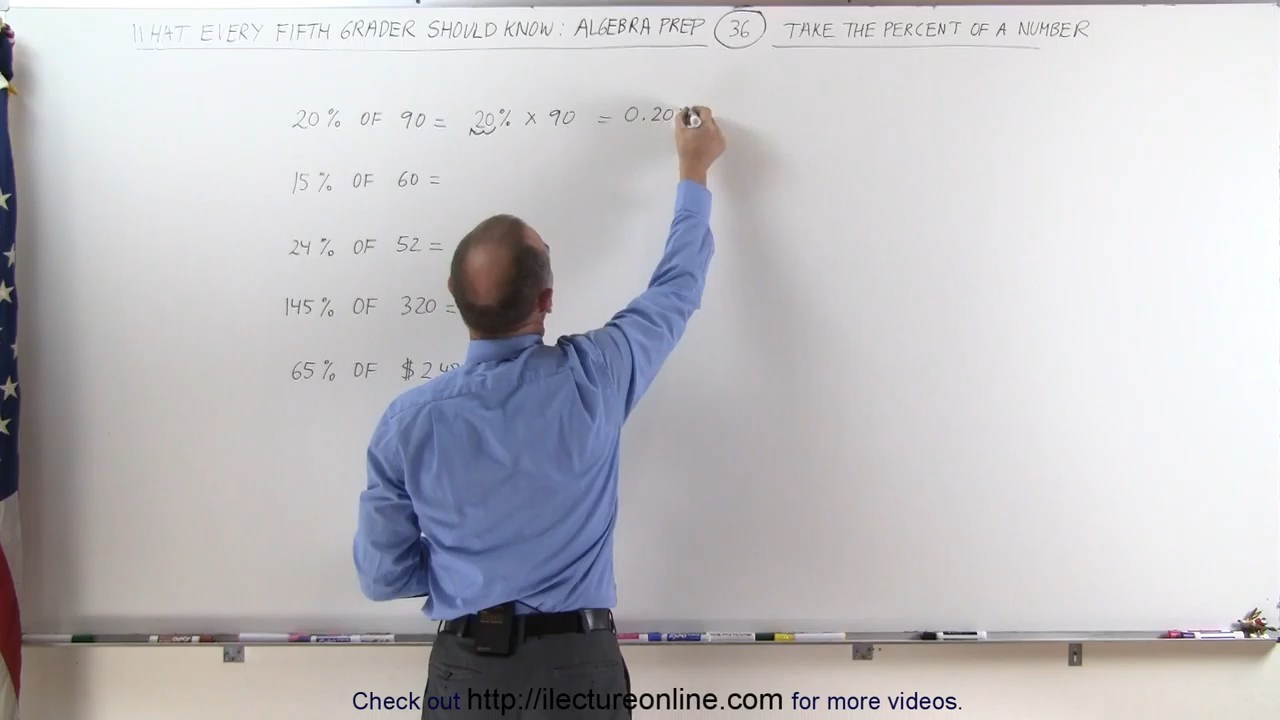 WHAT EVERY FIFTH GRADER SHOULD KNOW: ALGEBRA PREP 36 TAKE THE PERCENT OF A NUMBER
20% OF 90 = 20% X 90 = 0.20
15% OF 60 =
24% OF 52 =
145% OF 320 =
65% OF
Check out http://ilectureonline.com for more videos.